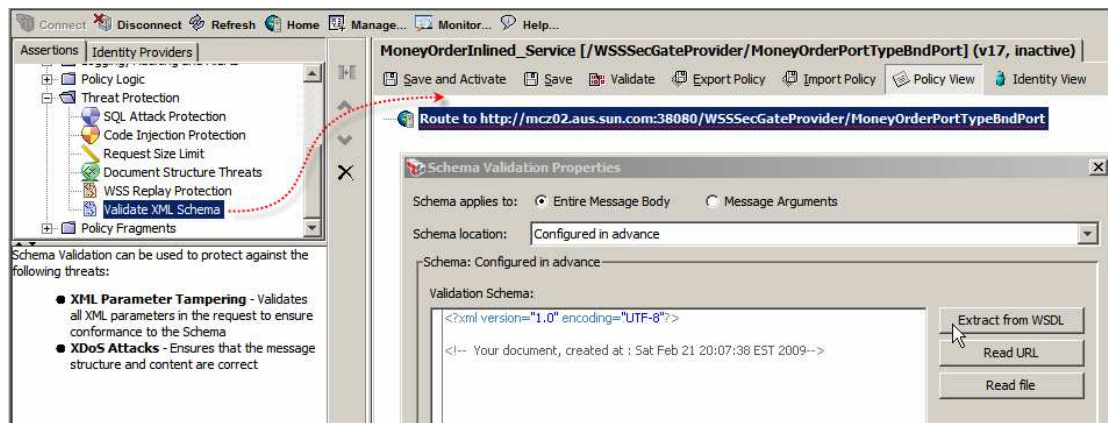 Connect Disconnect Refresh Home Manage... Monitor... Help...
Assertions Identity Providers
Policy Logic
Threat Protection
SQL Attack Protection
Code Injection Protection
Request Size Limit
Document Structure Threats
WSS Replay Protection
Validate XML Schema
Policy Fragments
Schema Validation can be used to protect against the
following threats:
XML Parameter Tampering - Validates
all XML parameters in the request to ensure
conformance to the Schema
XDoS Attacks - Ensures that the message
structure and content are correct
MoneyOrderInlined_Service [/WSSSecGateProvider/MoneyOrderPortTypeBndPort] (v17, inactive)
Save and Activate Save Validate Export Policy Import Policy Policy View Identity View
Route to http://mcz02.aus.sun.com:38080/WSSSecGateProvider/MoneyOrderPortTypeBndPort
Schema Validation Properties
Schema applies to: Entire Message Body Message Arguments
Schema location: Configured in advance
Schema: Configured in advance
Validation Schema:
<?xml version="1.0" encoding="UTF-8"?>
<!-- Your document, created at : Sat Feb 21 20:07:38 EST 2009-->
Extract from WSDL
Read URL
Read file